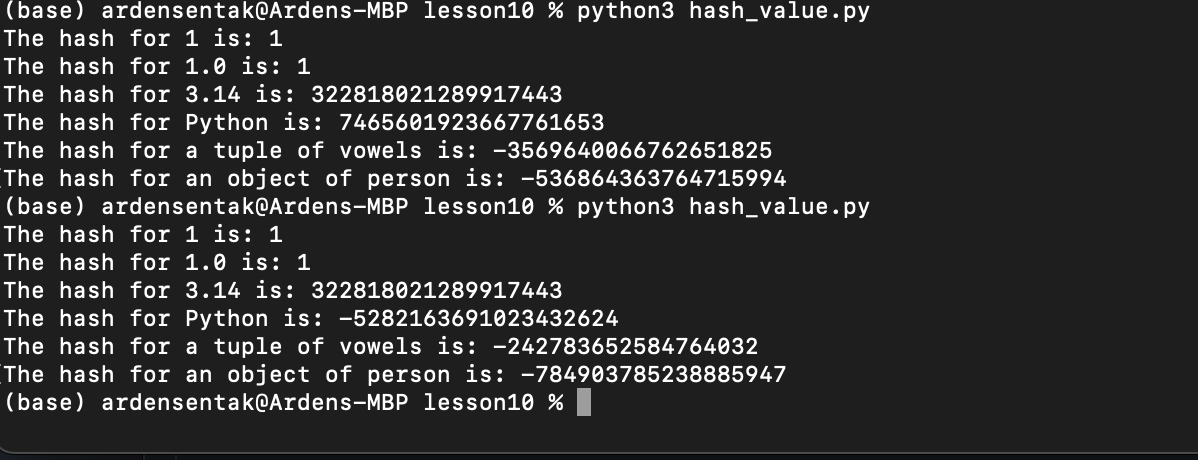 (base) ardensentak@Ardens-MBP lesson10 % python3 hash_value.py
The hash for 1 is: 1
The hash for 1.0 is: 1
The hash for 3.14 is: 322818021289917443
The hash for Python is: 7465601923667761653
The hash for a tuple of vowels is: -3569640066762651825
The hash for an object of person is: -536864363764715994
(base) ardensentak@Ardens-MBP lesson10 % python3 hash_value.py
The hash for 1 is: 1
The hash for 1.0 is: 1
The hash for 3.14 is: 322818021289917443
The hash for Python is: -5282163691023432624
The hash for a tuple of vowels is: -242783652584764032
The hash for an object of person is: -784903785238885947
(base) ardensentak@Ardens-MBP lesson10 %